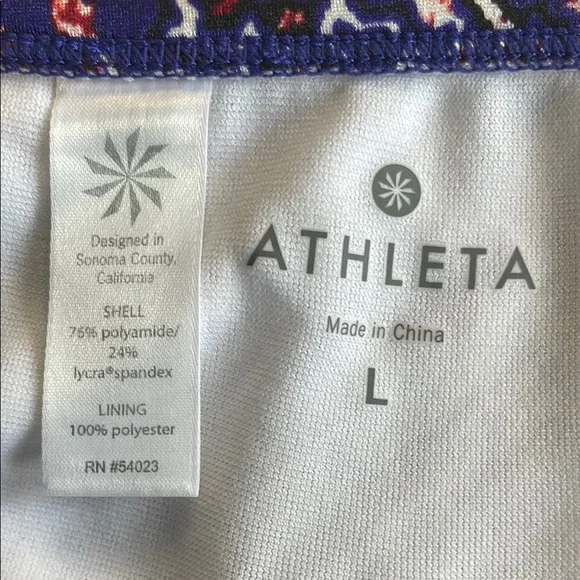 Designed in
Sonoma County,
California
SHELL
76% polyamide/
24%
lycra®spandex
LINING
100% polyester
RN #54023
ATHLETA
Made in China
L